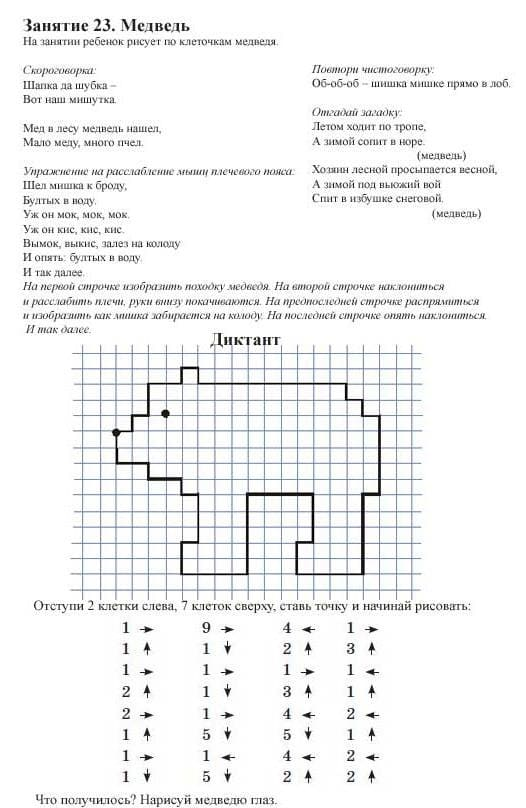 Занятие 23. Медведь
На занятии ребенок рисует по клеточкам медведя.
Скороговорка:
Шапка да шубка –
Вот наш мишутка.
Мед в лесу медведь нашел,
Мало меду, много пчел.
Упражнение на расслабление мышц плечевого пояса:
Шел мишка к броду,
Бултых в воду.
Уж он мок, мок, мок.
Уж он кис, кис, кис.
Вымок, выкис, залез на колоду
И опять: бултых в воду.
И так далее.
Повтори чистоговорку:
Об-об-об – шишка мишке прямо в лоб.
Отгадай загадку:
Летом ходит по тропе,
А зимой сопит в норе.
(медведь)
Хозяин лесной просыпается весной,
А зимой под вьюжий вой
Спит в избушке снеговой.
(медведь)
На первой строчке изобразить походку медведя. На второй строчке наклониться
и расслабить плечи, руки внизу покачиваются. На предпоследней строчке распрямиться
и изобразить как мишка забирается на колоду. На последней строчке опять наклониться.
И так далее.
Диктант
Отступи 2 клетки слева, 7 клеток сверху, ставь точку и начинай рисовать:
1 → 9 → 4 ← 1 →
1 ↑ 1 ↓ 2 ↑ 3 ↑
1 → 1 → 1 → 1 ←
2 ↑ 1 ↓ 3 ↑ 1 ↑
2 → 1 → 4 ← 2 ←
1 ↑ 5 ↓ 5 ↓ 1 ↑
1 → 1 ← 4 ← 2 ←
1 ↓ 5 ↓ 2 ↑ 2 ↑
Что получилось? Нарисуй медведю глаз.